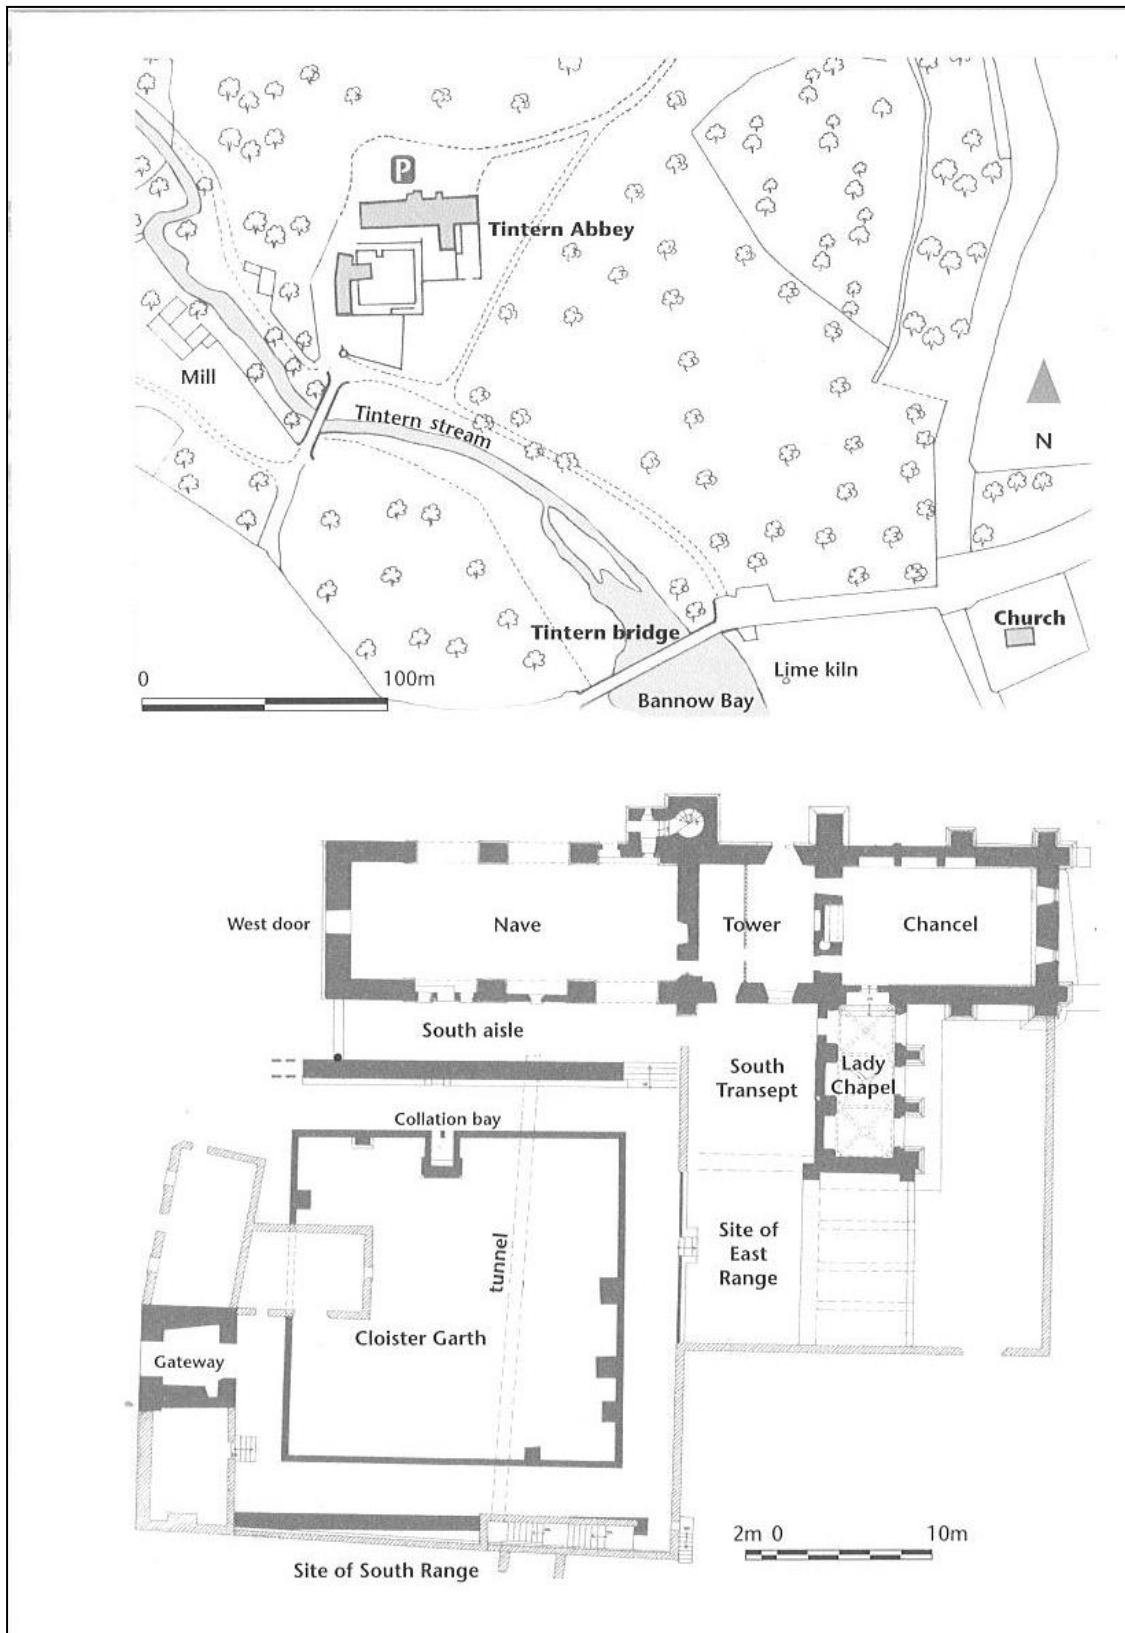 P
Tintern Abbey
Mill
Tintern stream
N
Church
Tintern bridge
Lime kiln
0 100m
Bannow Bay
West door
Nave
Tower
Chancel
South aisle
South
Transept
Lady
Chapel
Collation bay
tunnel
Site of
East
Range
Cloister Garth
Gateway
2m 0 10m
Site of South Range